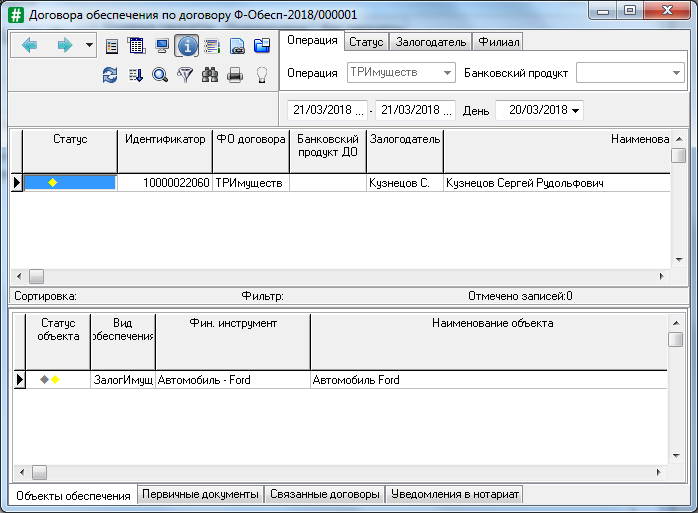 Договора обеспечения по договору Ф-Обесп-2018/000001
Операция Статус Залогодатель Филиал
Операция ТРИмуществ Банковский продукт
21/03/2018 ... - 21/03/2018 ... День 20/03/2018
Статус Идентификатор ФО договора Банковский продукт ДО Залогодатель Наименова
10000022060 ТРИмуществ Кузнецов С. Кузнецов Сергей Рудольфович
Сортировка: Фильтр: Отмечено записей:0
Статус объекта Вид обеспечения Фин. инструмент Наименование объекта
ЗалогИмущ Автомобиль - Ford Автомобиль Ford
Объекты обеспечения Первичные документы Связанные договоры Уведомления в нотариат